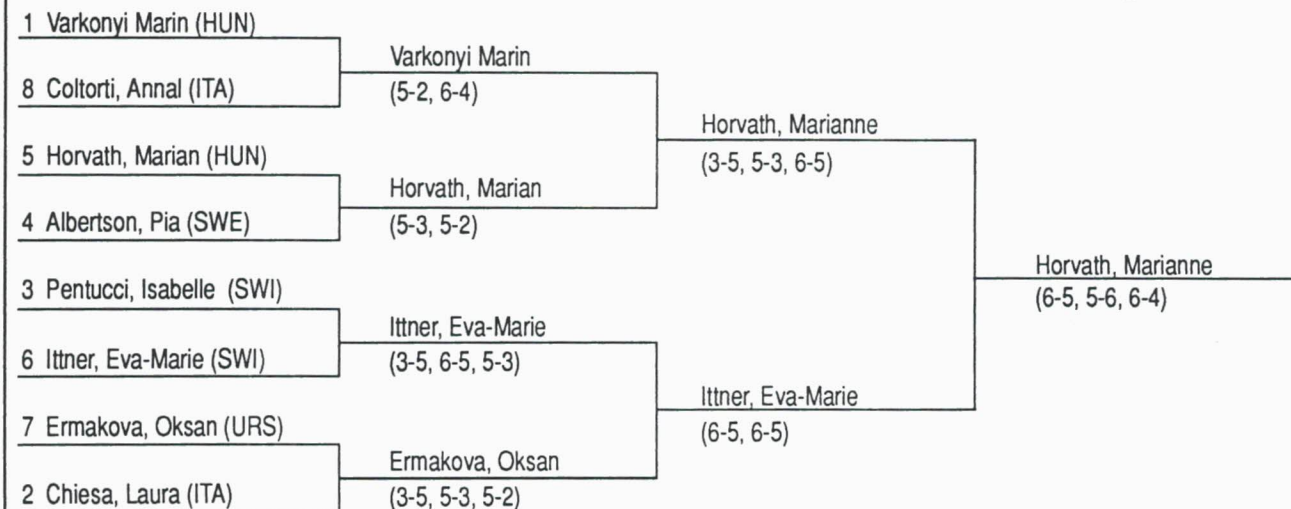 1 Varkonyi Marin (HUN)
8 Coltorti, Annal (ITA)
5 Horvath, Marian (HUN)
4 Albertson, Pia (SWE)
3 Pentucci, Isabelle (SWI)
6 Ittner, Eva-Marie (SWI)
7 Ermakova, Oksan (URS)
2 Chiesa, Laura (ITA)
Varkonyi Marin
(5-2, 6-4)
Horvath, Marian
(5-3, 5-2)
Ittner, Eva-Marie
(3-5, 6-5, 5-3)
Ermakova, Oksan
(3-5, 5-3, 5-2)
Horvath, Marianne
(3-5, 5-3, 6-5)
Ittner, Eva-Marie
(6-5, 6-5)
Horvath, Marianne
(6-5, 5-6, 6-4)